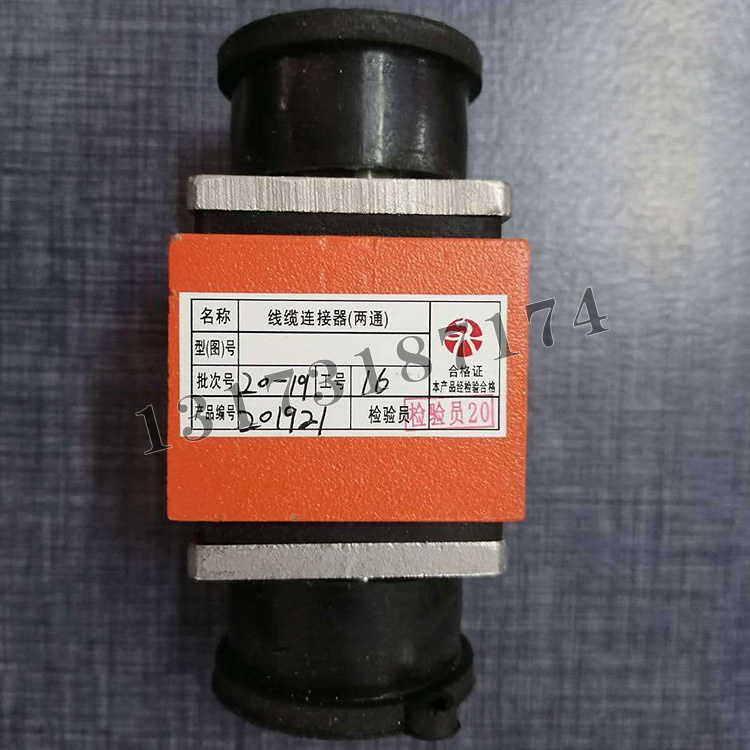 名称 线缆连接器(两通)
型(图)号
批次号 20-19 工号 16
产品编号 201921 检验员 检验员20
合格证
本产品经检验合格
13173187174